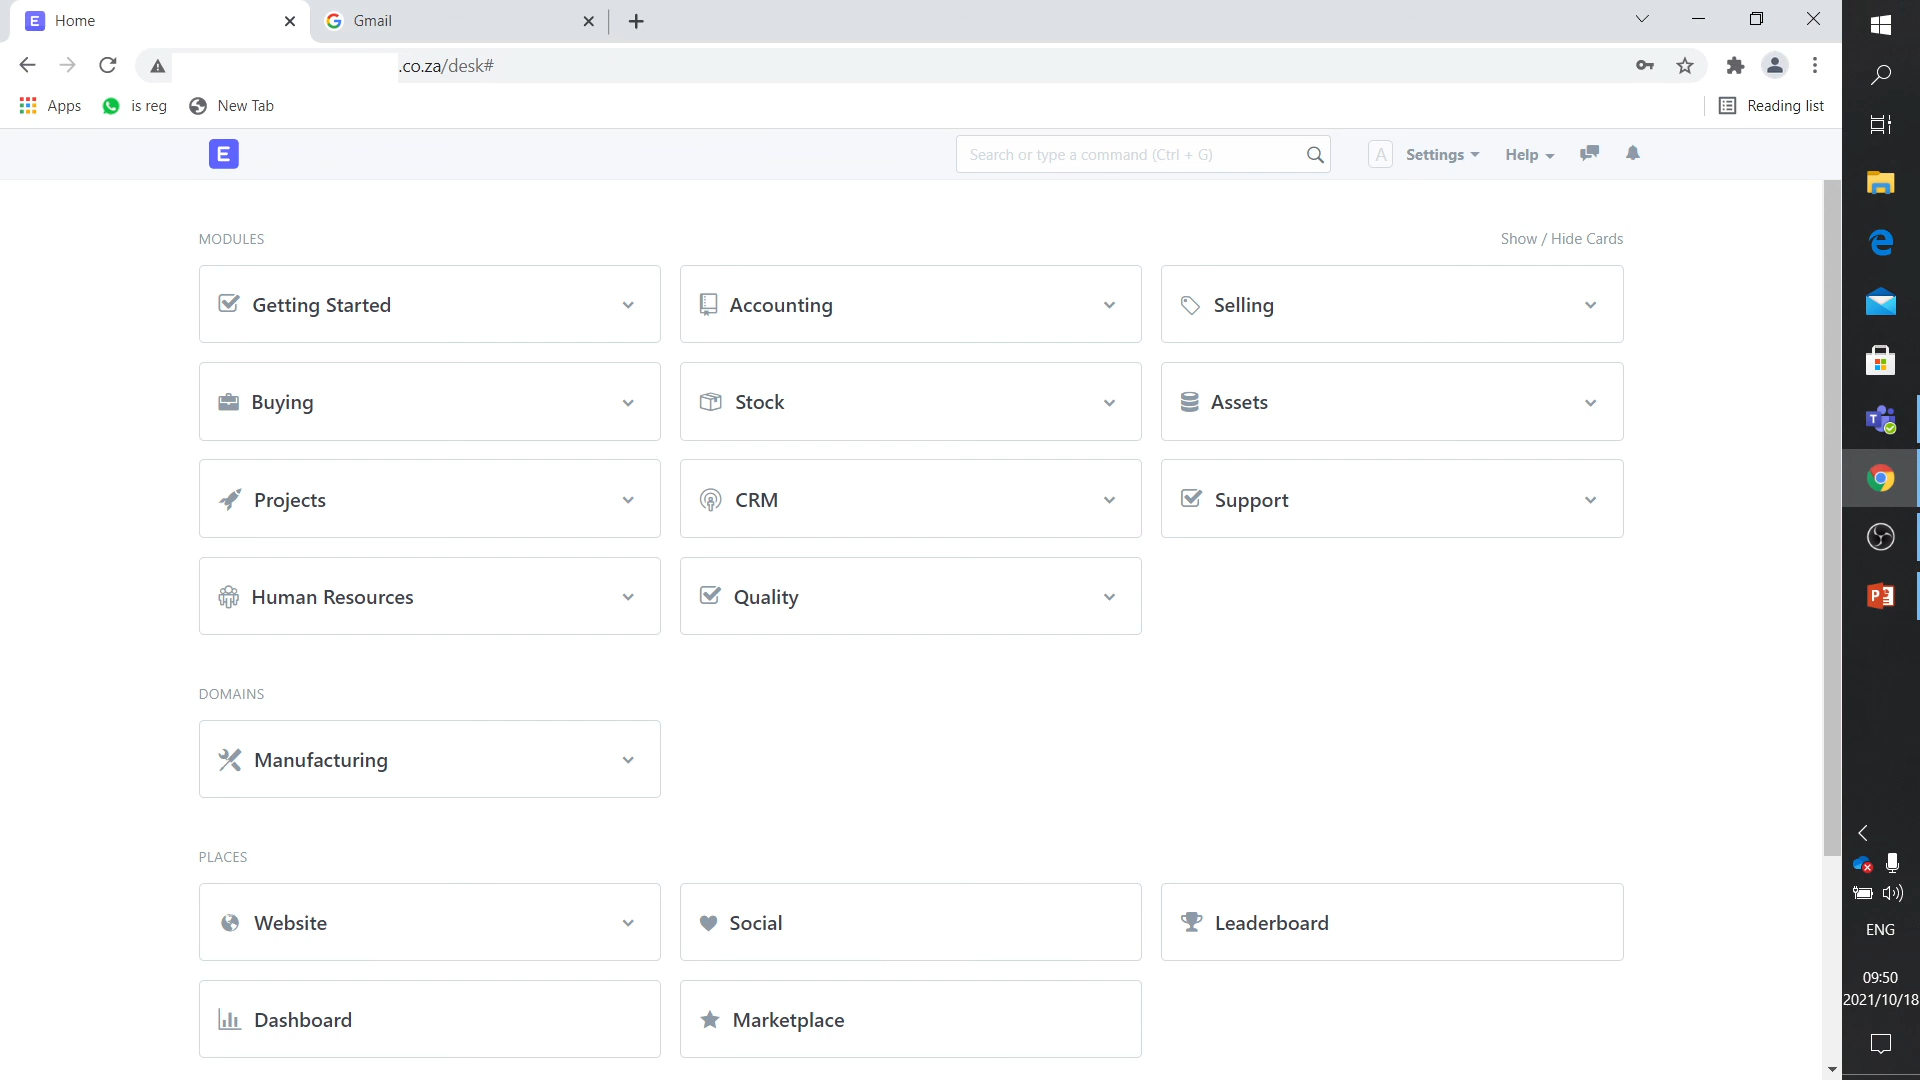 E Home
Gmail
.co.za/desk#
Apps
is reg
New Tab
Reading list
E
Search or type a command (Ctrl + G)
A
Settings
Help
MODULES
Show / Hide Cards
Getting Started
Accounting
Selling
Buying
Stock
Assets
Projects
CRM
Support
Human Resources
Quality
DOMAINS
Manufacturing
PLACES
Website
Social
Leaderboard
Dashboard
Marketplace
ENG
09:50
2021/10/18